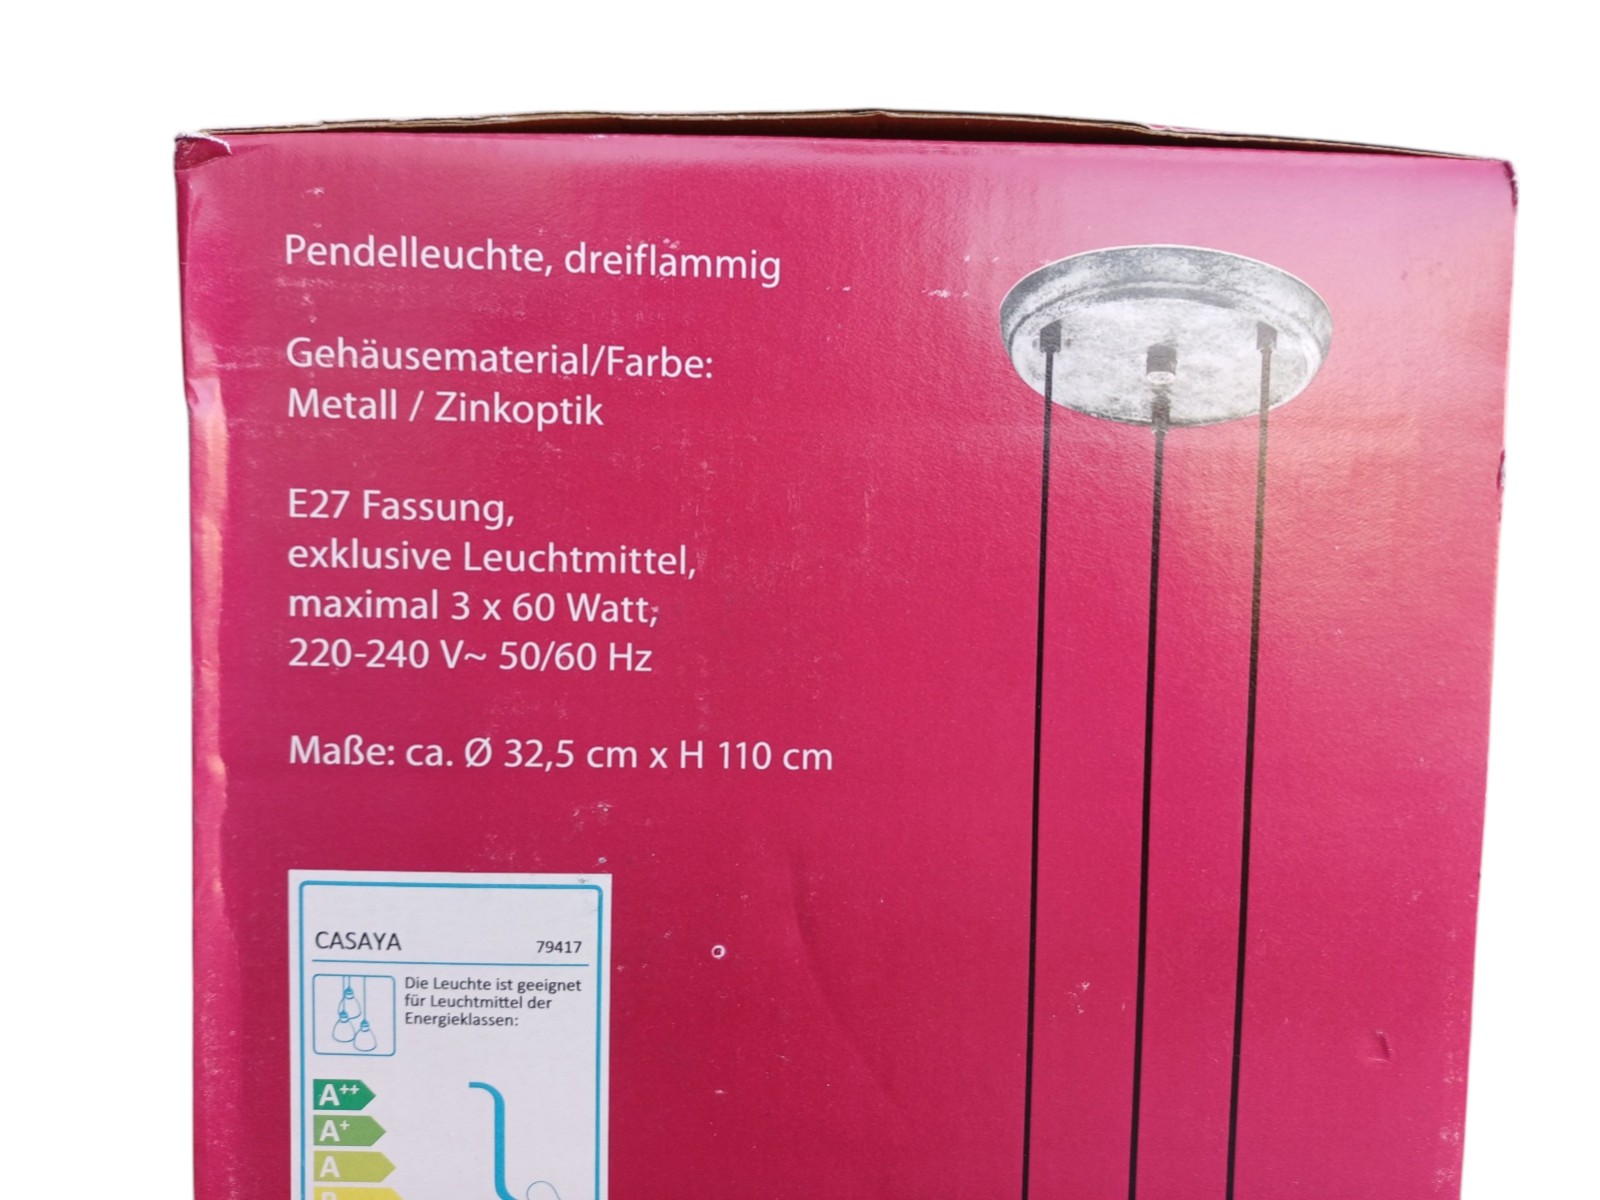 Pendelleuchte, dreiflammig
Gehäusematerial/Farbe:
Metall / Zinkoptik
E27 Fassung,
exklusive Leuchtmittel,
maximal 3 x 60 Watt,
220-240 V~ 50/60 Hz
Maße: ca. Ø 32,5 cm x H 110 cm
CASAYA 79417
Die Leuchte ist geeignet
für Leuchtmittel der
Energieklassen:
A++
A+
A
B